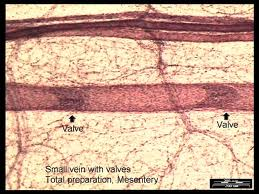 Valve
Valve
Small vein with valves
Total preparation, Mesentery